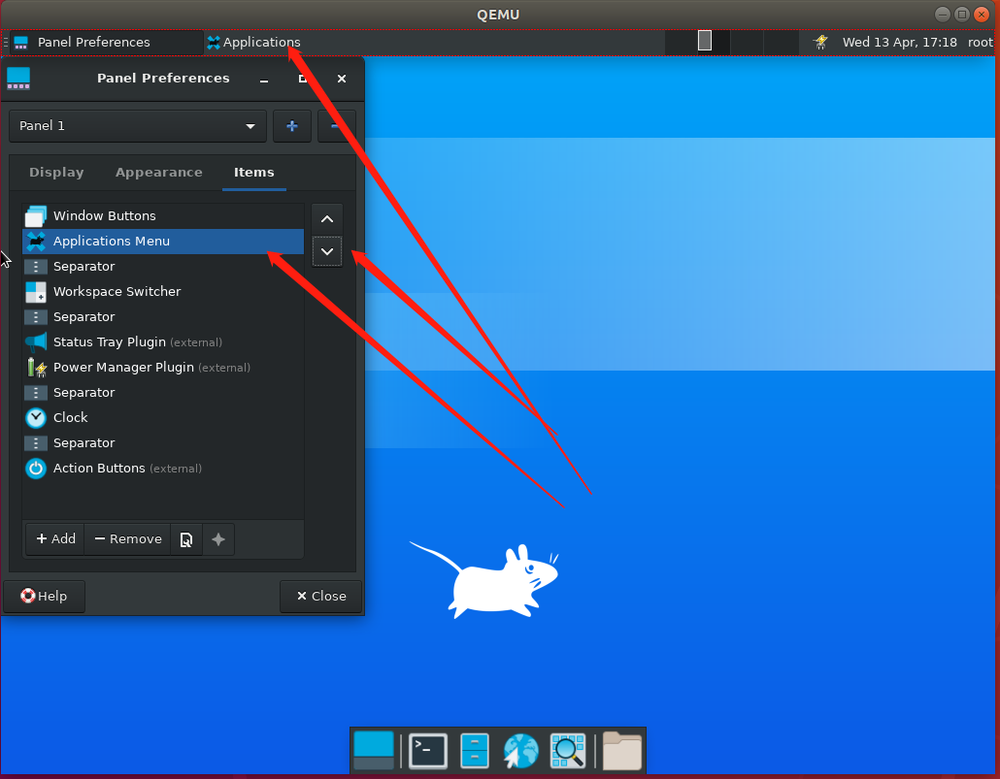 QEMU
Panel Preferences
Applications
Wed 13 Apr, 17:18
root
Panel Preferences
Panel 1
Display
Appearance
Items
Window Buttons
Applications Menu
Separator
Workspace Switcher
Separator
Status Tray Plugin (external)
Power Manager Plugin (external)
Separator
Clock
Separator
Action Buttons (external)
Add
Remove
Help
Close